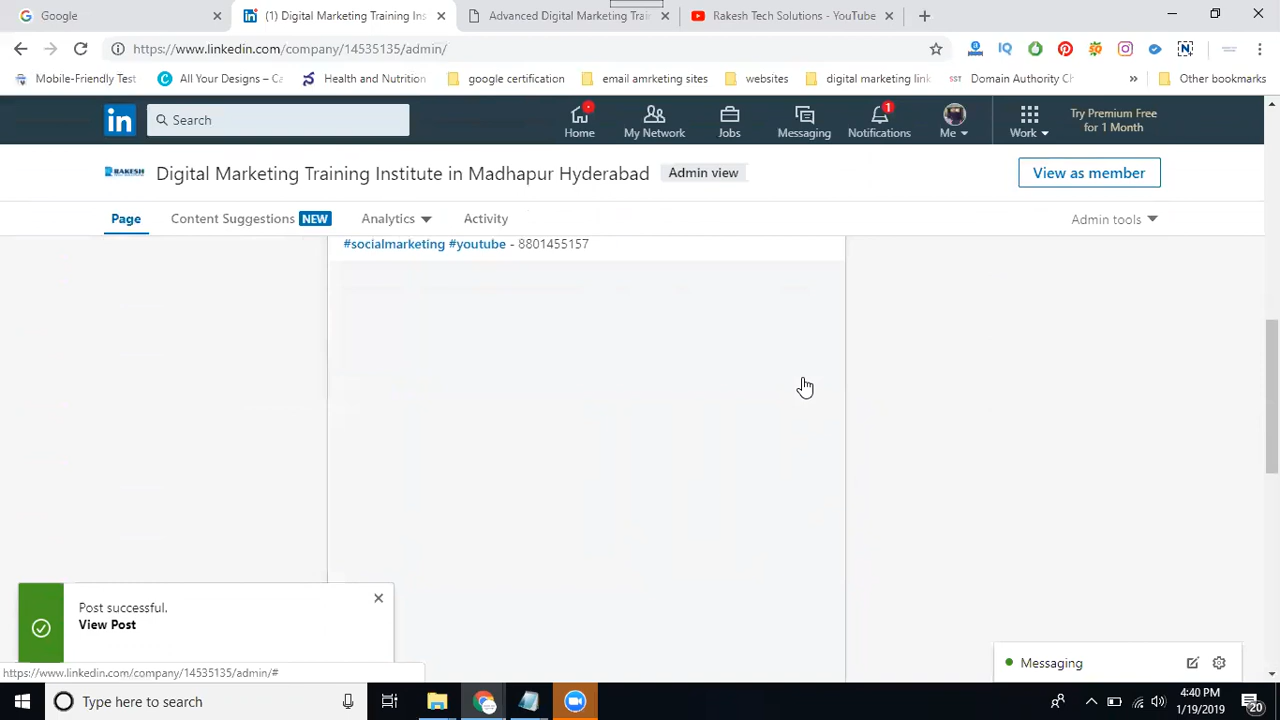 Google
(1) Digital Marketing Training Ins
Advanced Digital Marketing Train
Rakesh Tech Solutions - YouTube
https://www.linkedin.com/company/14535135/admin/
Mobile-Friendly Test
All Your Designs – Ca
Health and Nutrition
google certification
email amrketing sites
websites
digital marketing link
SST Domain Authority Ch
»
Other bookmarks
in
Search
Home
My Network
Jobs
Messaging
1
Notifications
Me
Work
Try Premium Free
for 1 Month
RAKESH
Digital Marketing Training Institute in Madhapur Hyderabad
Admin view
View as member
Page
Content Suggestions NEW
Analytics
Activity
Admin tools
#socialmarketing #youtube - 8801455157
Post successful.
View Post
https://www.linkedin.com/company/14535135/admin/#
Messaging
Type here to search
4:40 PM
1/19/2019
20